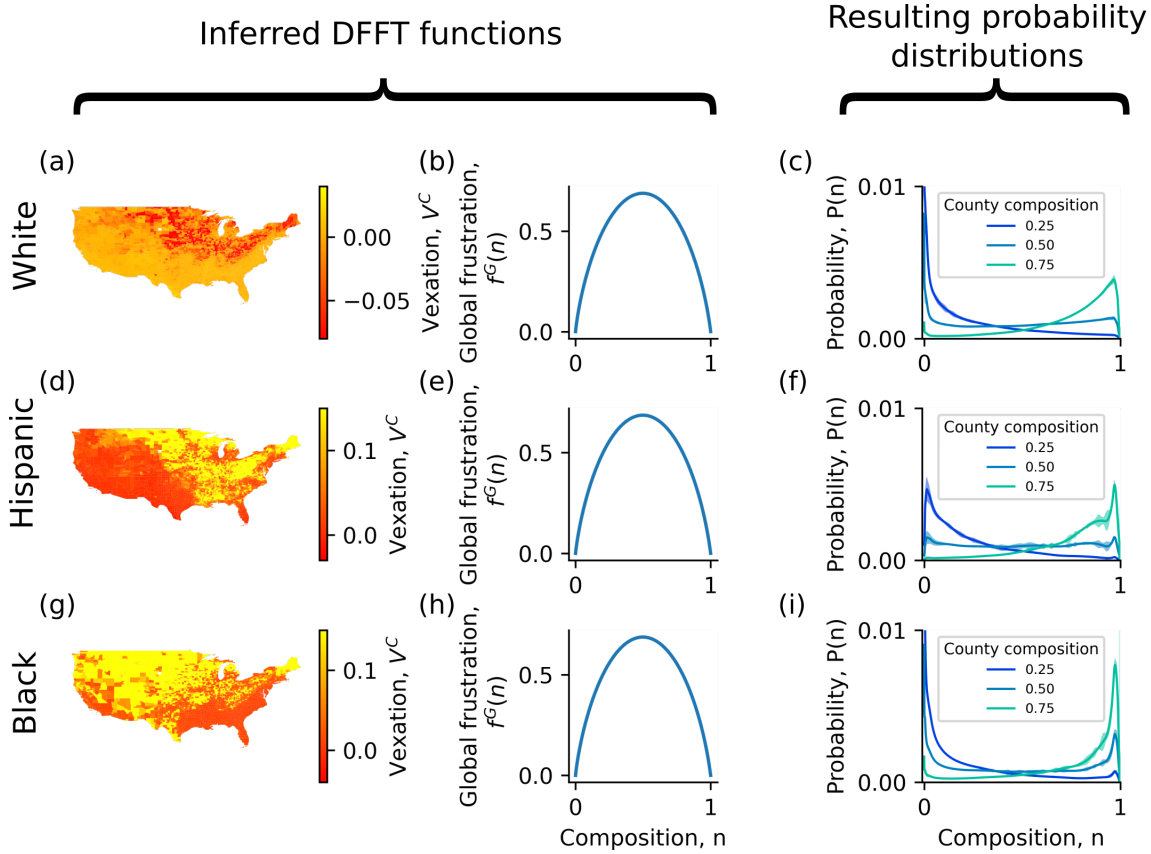 Inferred DFFT functions
Resulting probability
distributions
White
(a)
0.00
−0.05
Vexation, V^C
(b)
Global frustration,
f^G(n)
0.5
0.0
0
1
(c)
Probability, P(n)
0.01
0.00
County composition
0.25
0.50
0.75
0
1
Hispanic
(d)
0.1
0.0
Vexation, V^C
(e)
Global frustration,
f^G(n)
0.5
0.0
0
1
(f)
Probability, P(n)
0.01
0.00
County composition
0.25
0.50
0.75
0
1
Black
(g)
0.1
0.0
Vexation, V^C
(h)
Global frustration,
f^G(n)
0.5
0.0
0
1
Composition, n
(i)
Probability, P(n)
0.01
0.00
County composition
0.25
0.50
0.75
0
1
Composition, n